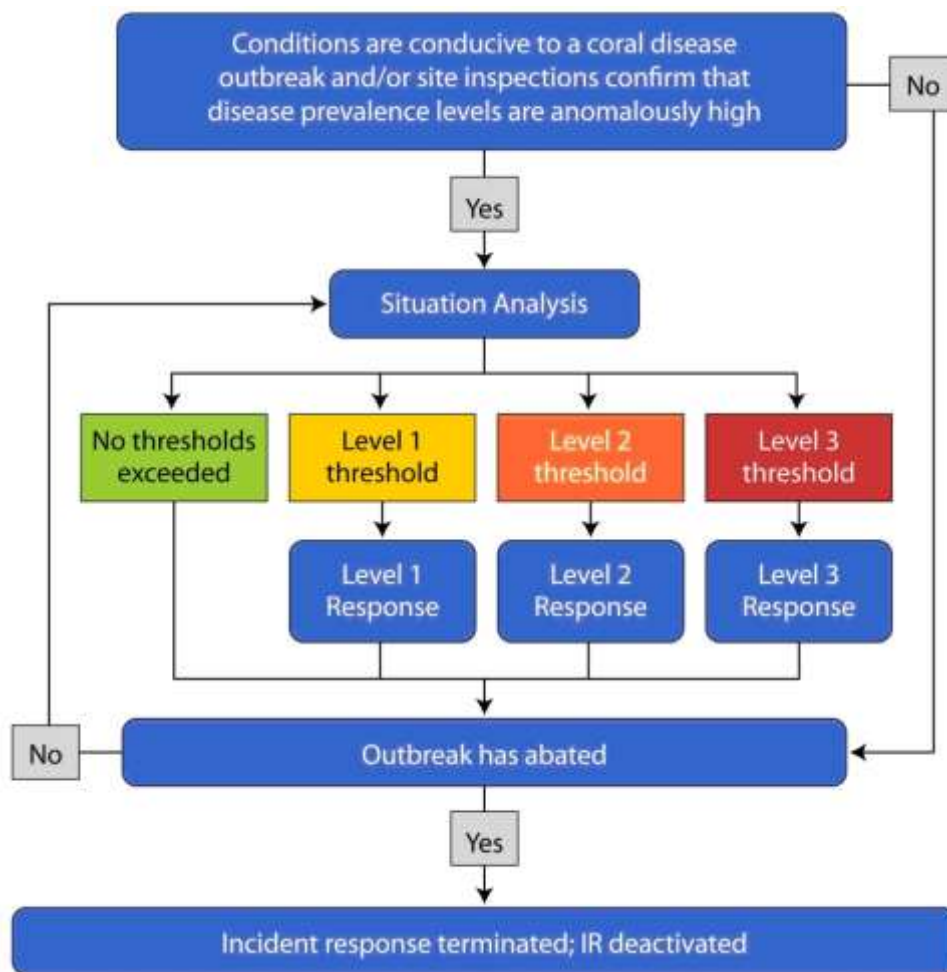 Conditions are conducive to a coral disease
outbreak and/or site inspections confirm that
disease prevalence levels are anomalously high
No
Yes
Situation Analysis
No thresholds
exceeded
Level 1
threshold
Level 2
threshold
Level 3
threshold
Level 1
Response
Level 2
Response
Level 3
Response
No
Outbreak has abated
Yes
Incident response terminated; IR deactivated